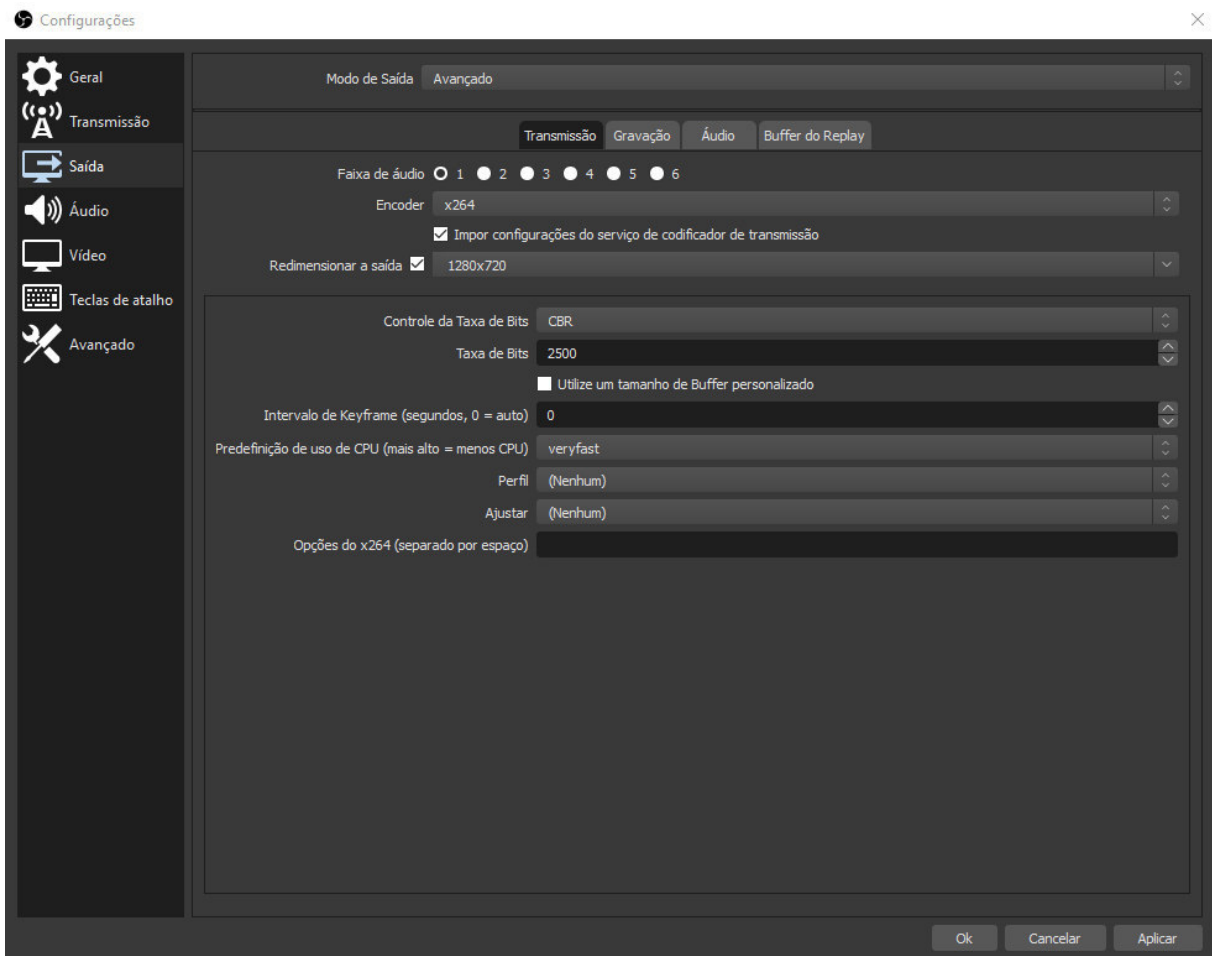 Configurações
Geral
Transmissão
Saída
Áudio
Vídeo
Teclas de atalho
Avançado
Modo de Saída Avançado
Transmissão Gravação Áudio Buffer do Replay
Faixa de áudio 1 2 3 4 5 6
Encoder x264
Impor configurações do serviço de codificador de transmissão
Redimensionar a saída 1280x720
Controle da Taxa de Bits CBR
Taxa de Bits 2500
Utilize um tamanho de Buffer personalizado
Intervalo de Keyframe (segundos, 0 = auto) 0
Predefinição de uso de CPU (mais alto = menos CPU) veryfast
Perfil (Nenhum)
Ajustar (Nenhum)
Opções do x264 (separado por espaço)
Ok Cancelar Aplicar